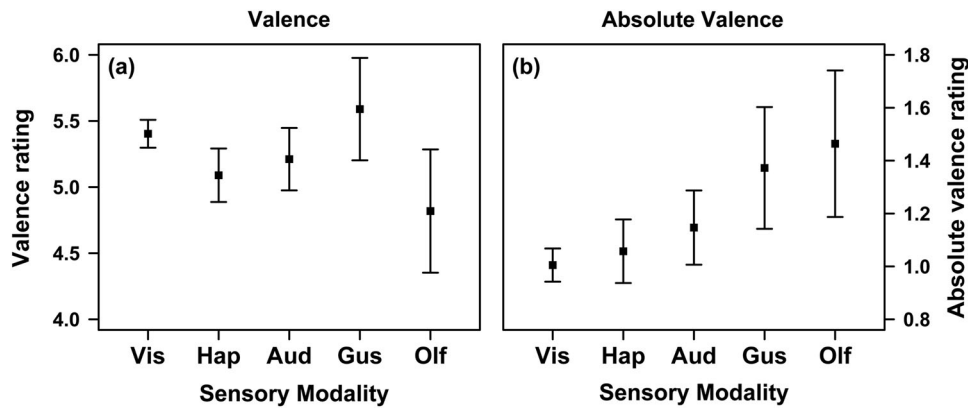 Valence
Absolute Valence
(a)
(b)
Valence rating
6.0
5.5
5.0
4.5
4.0
Vis Hap Aud Gus Olf
Sensory Modality
1.8
1.6
1.4
1.2
1.0
0.8
Absolute valence rating
Vis Hap Aud Gus Olf
Sensory Modality